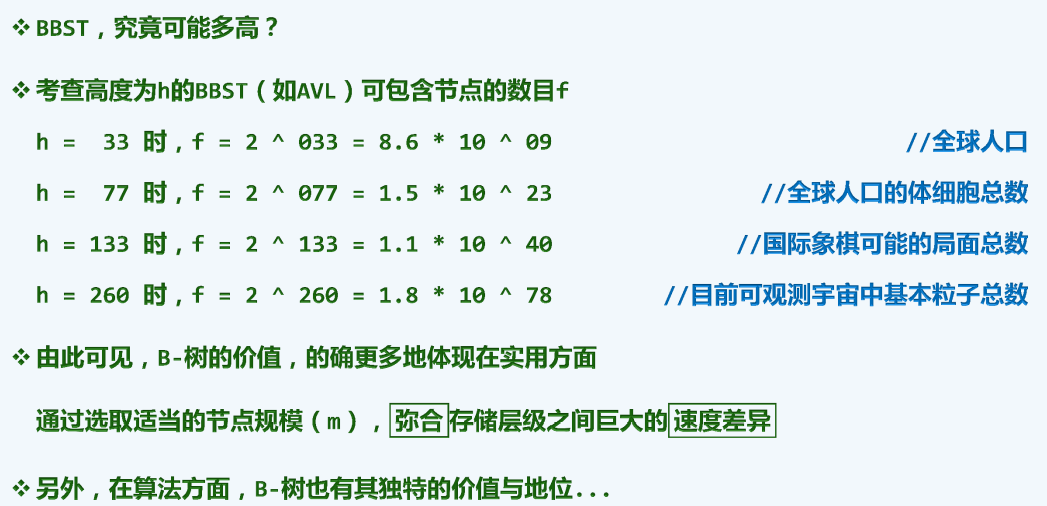 ❖ BBST，究竟可能多高？
❖ 考查高度为h的BBST（如AVL）可包含节点的数目f
h =  33 时，f = 2 ^ 033 = 8.6 * 10 ^ 09 //全球人口
h =  77 时，f = 2 ^ 077 = 1.5 * 10 ^ 23 //全球人口的体细胞总数
h = 133 时，f = 2 ^ 133 = 1.1 * 10 ^ 40 //国际象棋可能的局面总数
h = 260 时，f = 2 ^ 260 = 1.8 * 10 ^ 78 //目前可观测宇宙中基本粒子总数
❖ 由此可见，B-树的价值，的确更多地体现在实用方面
通过选取适当的节点规模（m），弥合存储层级之间巨大的速度差异
❖ 另外，在算法方面，B-树也有其独特的价值与地位...